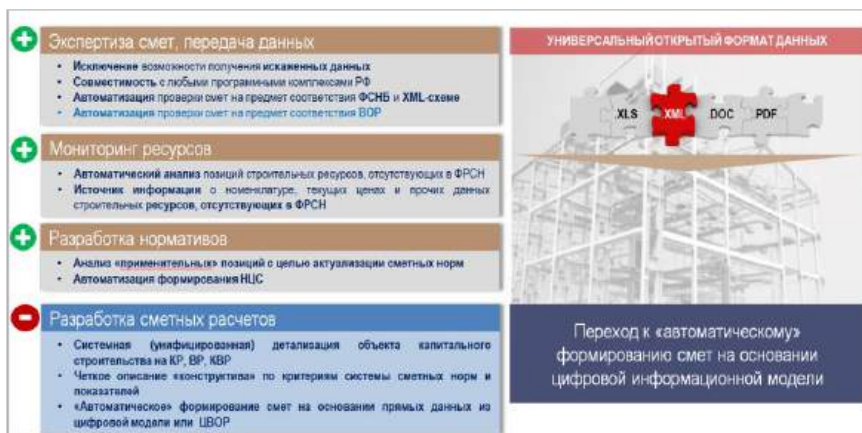 Экспертиза смет, передача данных
• Исключение возможности получения искаженных данных
• Совместимость с любыми программными комплексами РФ
• Автоматизация проверки смет на предмет соответствия ФСНБ и XML-схеме
• Автоматизация проверки смет на предмет соответствия ВОР
Мониторинг ресурсов
• Автоматический анализ позиций строительных ресурсов, отсутствующих в ФРСН
• Источник информации о номенклатуре, текущих ценах и прочих данных
строительных ресурсов, отсутствующих в ФРСН
Разработка нормативов
• Анализ «применительных» позиций с целью актуализации сметных норм
• Автоматизация формирования НЦС
Разработка сметных расчетов
• Системная (унифицированная) детализация объекта капитального
строительства на КР, ВР, КВР
• Четкое описание «конструктива» по критериям системы сметных норм и
показателей
• «Автоматическое» формирование смет на основании прямых данных из
цифровой модели или ЦВОР
УНИВЕРСАЛЬНЫЙ ОТКРЫТЫЙ ФОРМАТ ДАННЫХ
.XLS .XML .DOC .PDF
Переход к «автоматическому»
формированию смет на основании
цифровой информационной модели